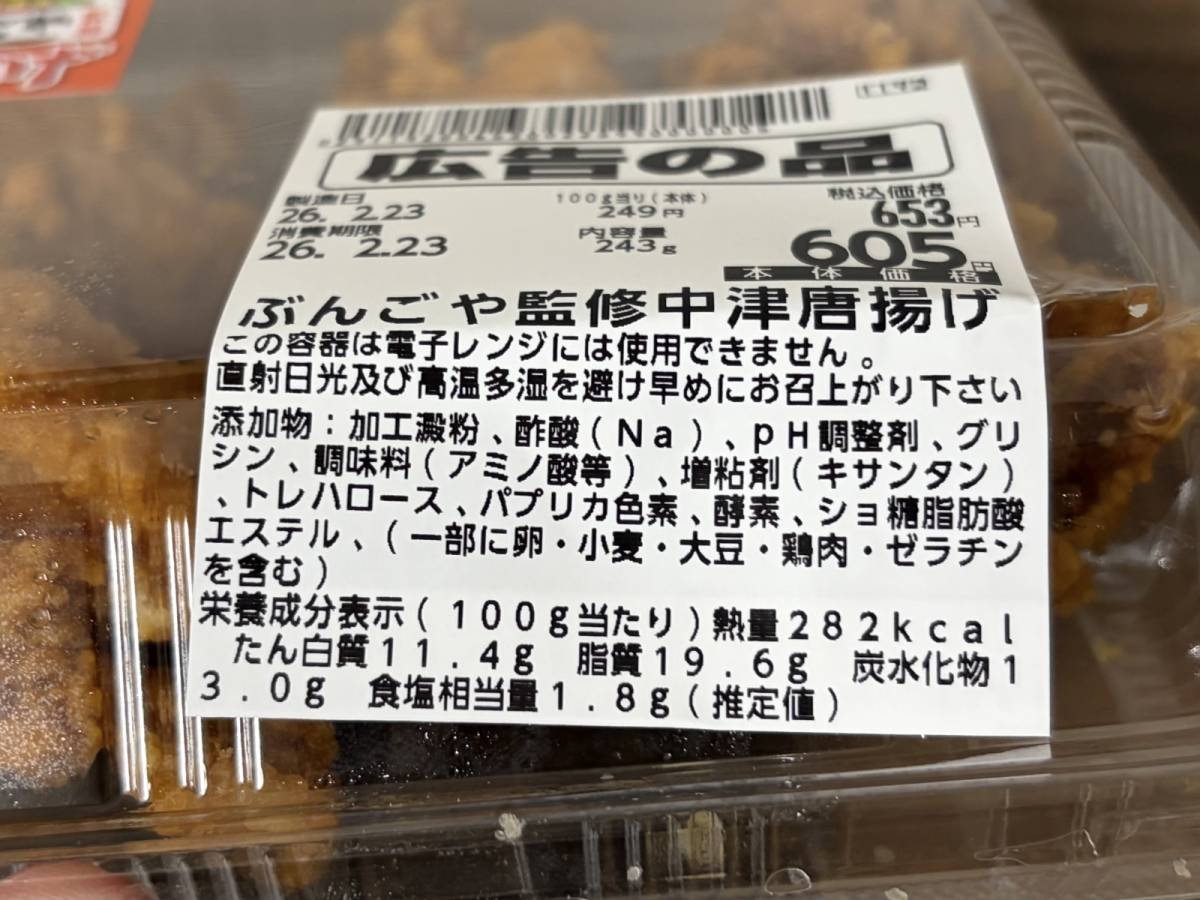 広告の品
製造日 100g当り(本体) 税込価格
26. 2.23 249円 653円
消費期限 内容量
26. 2.23 243g 605円
本体価格
ぶんごや監修中津唐揚げ
この容器は電子レンジには使用できません。
直射日光及び高温多湿を避け早めにお召上がり下さい
添加物:加工澱粉、酢酸(Na)、pH調整剤、グリ
シン、調味料(アミノ酸等)、増粘剤(キサンタン)
、トレハロース、パプリカ色素、酵素、ショ糖脂肪酸
エステル、(一部に卵・小麦・大豆・鶏肉・ゼラチン
を含む)
栄養成分表示(100g当たり)熱量282kcal
たん白質11.4g 脂質19.6g 炭水化物1
3.0g 食塩相当量1.8g(推定値)